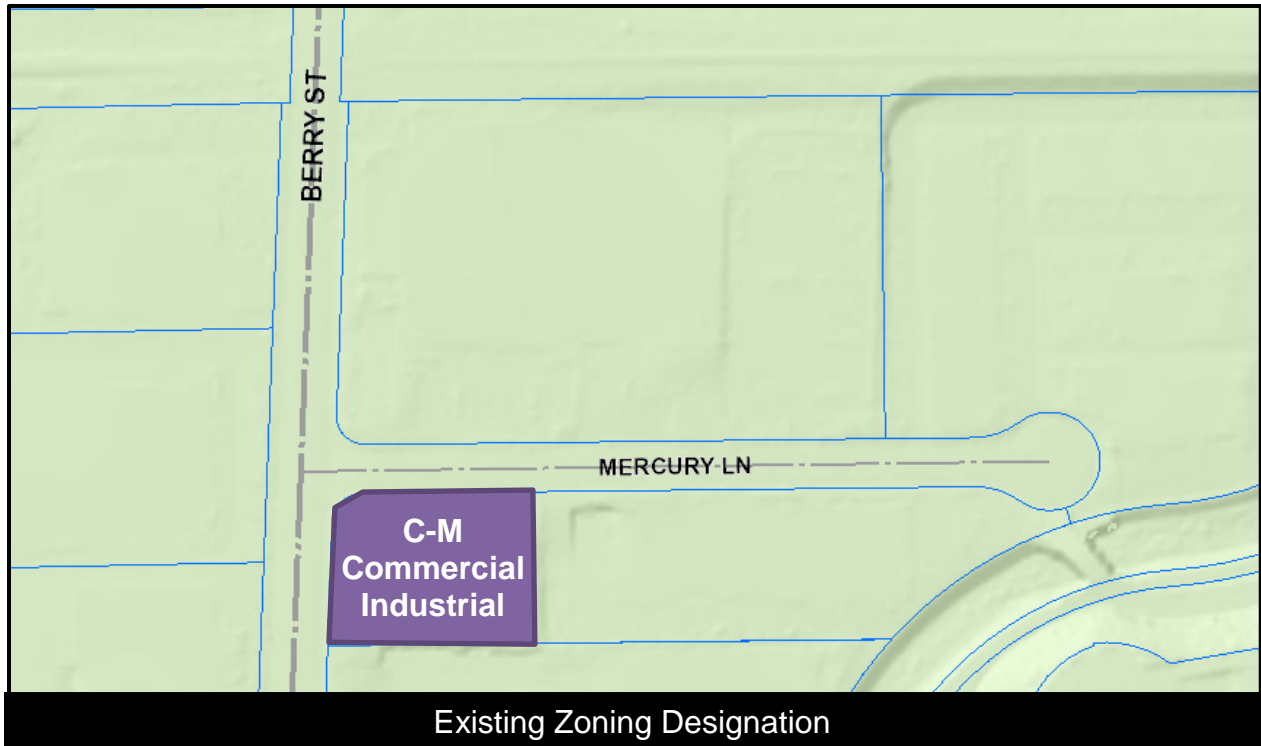 BERRY ST
MERCURY LN
C-M
Commercial
Industrial
Existing Zoning Designation